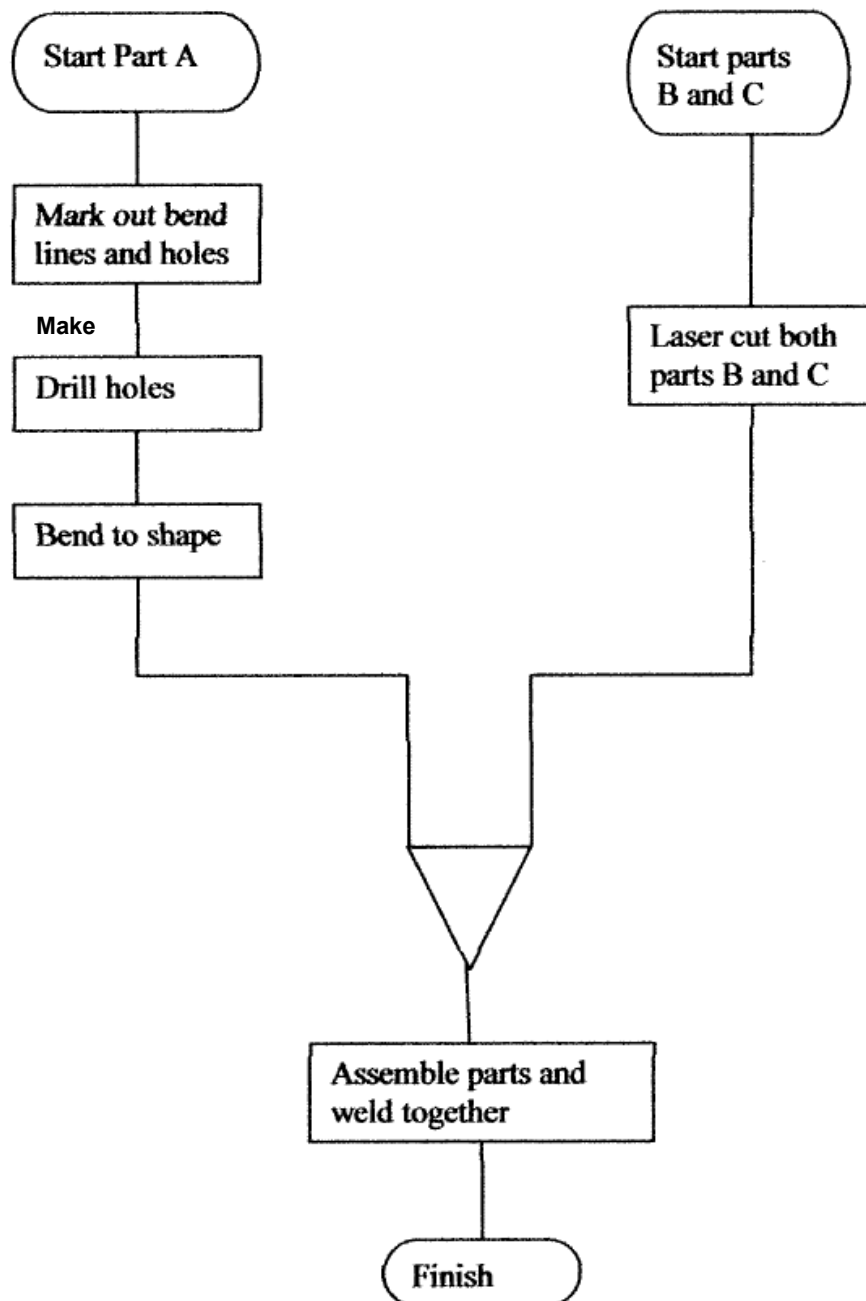 Start Part A
Mark out bend
lines and holes
Make
Drill holes
Bend to shape
Start parts
B and C
Laser cut both
parts B and C
Assemble parts and
weld together
Finish